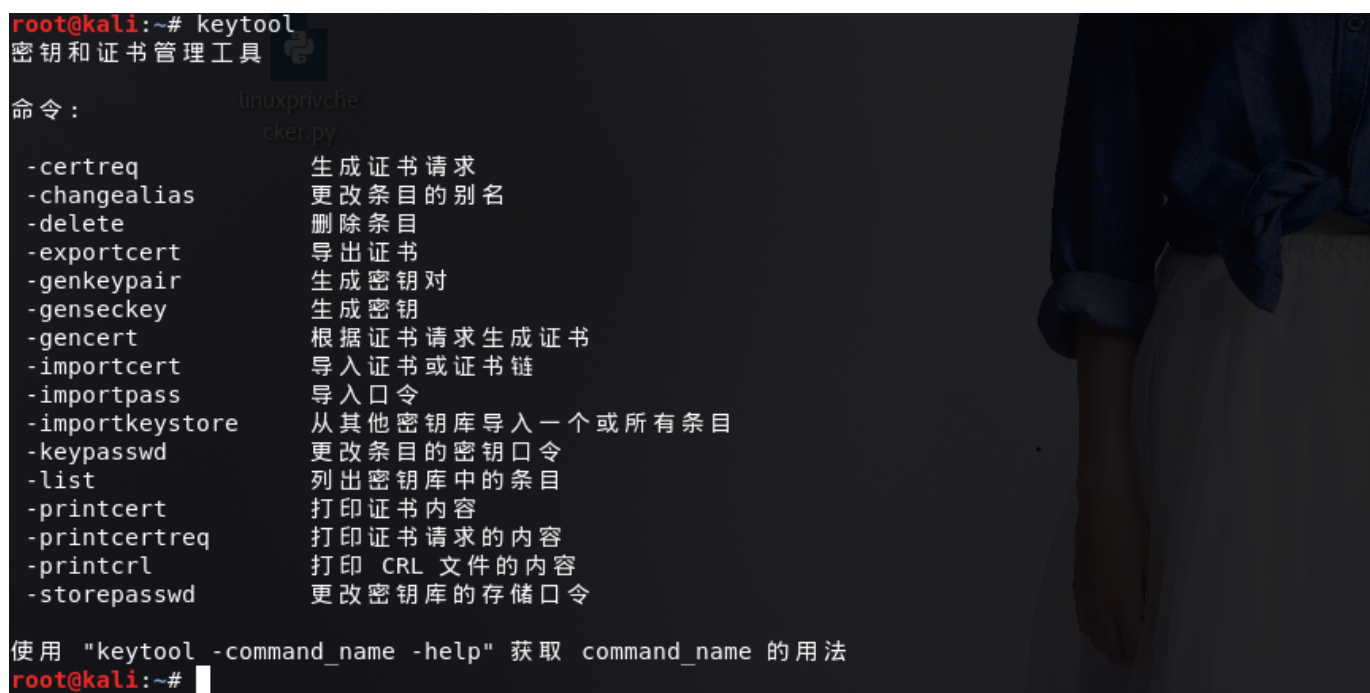 root@kali:~# keytool
密钥和证书管理工具
linuxprivche
cker.py
命令:
-certreq 生成证书请求
-changealias 更改条目的别名
-delete 删除条目
-exportcert 导出证书
-genkeypair 生成密钥对
-genseckey 生成密钥
-gencert 根据证书请求生成证书
-importcert 导入证书或证书链
-importpass 导入口令
-importkeystore 从其他密钥库导入一个或所有条目
-keypasswd 更改条目的密钥口令
-list 列出密钥库中的条目
-printcert 打印证书内容
-printcertreq 打印证书请求的内容
-printcrl 打印 CRL 文件的内容
-storepasswd 更改密钥库的存储口令
使用 "keytool -command_name -help" 获取 command_name 的用法
root@kali:~#